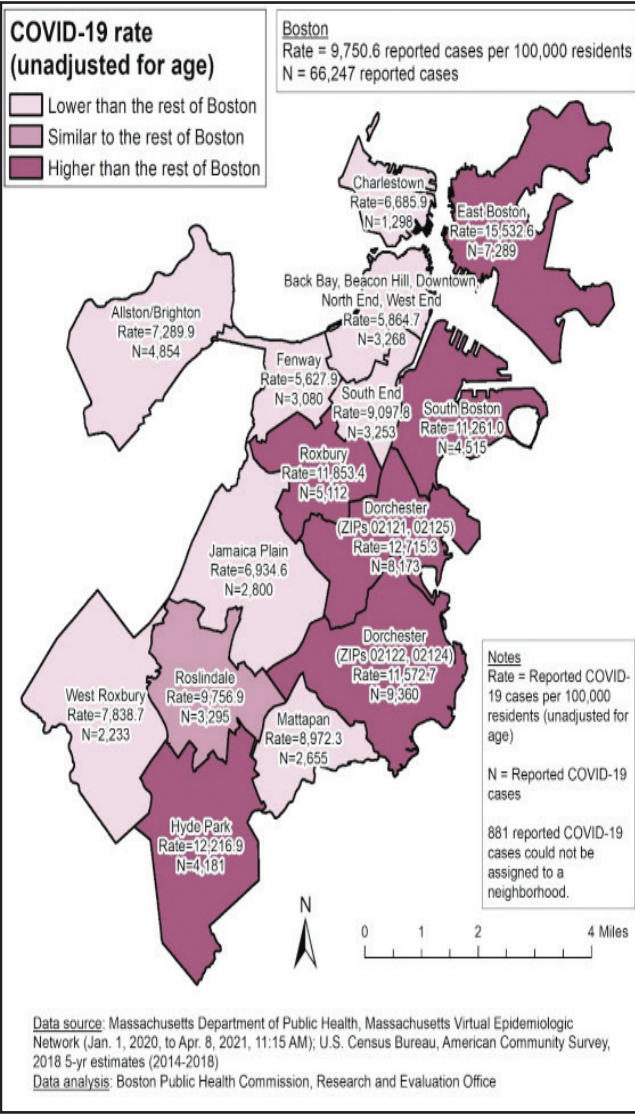 COVID-19 rate
(unadjusted for age)
Lower than the rest of Boston
Similar to the rest of Boston
Higher than the rest of Boston
Boston
Rate = 9,750.6 reported cases per 100,000 residents
N = 66,247 reported cases
Charlestown
Rate=6,685.9
N=1,298
East Boston
Rate=15,532.6
N=7,289
Back Bay, Beacon Hill, Downtown,
North End, West End
Rate=5,864.7
N=3,268
Allston/Brighton
Rate=7,289.9
N=4,854
Fenway
Rate=5,627.9
N=3,080
South End
Rate=9,097.8
N=3,253
South Boston
Rate=11,261.0
N=4,515
Roxbury
Rate=11,853.4
N=5,112
Dorchester
(ZIPs 02121, 02125)
Rate=12,715.3
N=8,173
Jamaica Plain
Rate=6,934.6
N=2,800
Dorchester
(ZIPs 02122, 02124)
Rate=11,572.7
N=9,360
West Roxbury
Rate=7,838.7
N=2,233
Roslindale
Rate=9,756.9
N=3,295
Mattapan
Rate=8,972.3
N=2,655
Hyde Park
Rate=12,216.9
N=4,181
Notes
Rate = Reported COVID-
19 cases per 100,000
residents (unadjusted for
age)
N = Reported COVID-19
cases
881 reported COVID-19
cases could not be
assigned to a
neighborhood.
N
0 1 2 4 Miles
Data source: Massachusetts Department of Public Health, Massachusetts Virtual Epidemiologic
Network (Jan. 1, 2020, to Apr. 8, 2021, 11:15 AM); U.S. Census Bureau, American Community Survey,
2018 5-yr estimates (2014-2018)
Data analysis: Boston Public Health Commission, Research and Evaluation Office